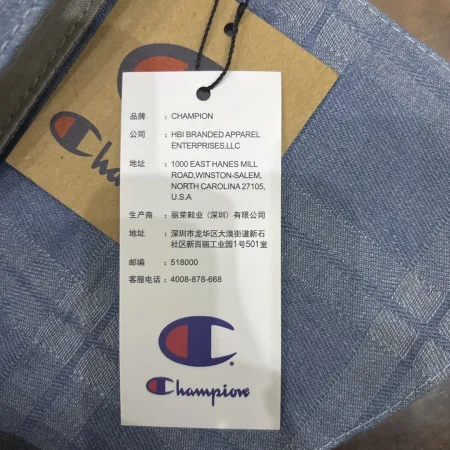 品牌： CHAMPION
公司： HBI BRANDED APPAREL
ENTERPRISES,LLC
地址： 1000 EAST HANES MILL
ROAD,WINSTON-SALEM,
NORTH CAROLINA 27105,
U.S.A
生产商： 丽荣鞋业（深圳）有限公司
地址： 深圳市龙华区大浪街道新石
社区新百丽工业园1号501室
邮编： 518000
客服电话： 4008-878-668
Champion
Cham